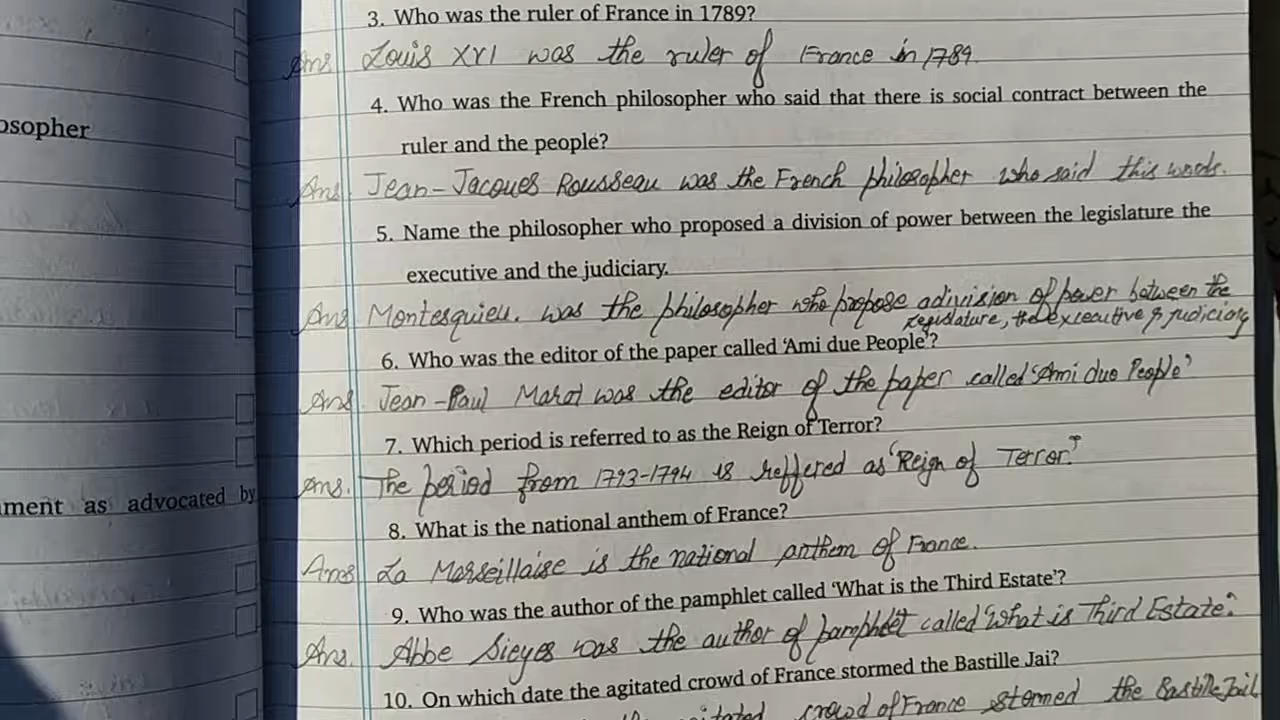 3. Who was the ruler of France in 1789?
Ans Louis XVI was the ruler of France in 1789.
osopher
4. Who was the French philosopher who said that there is social contract between the
ruler and the people?
Ans Jean-Jacques Rousseau was the French philosopher who said this words.
5. Name the philosopher who proposed a division of power between the legislature the
executive and the judiciary.
Ans Montesquieu. was the philosopher who propose a division of power between the
legislature, the executive & judiciary
6. Who was the editor of the paper called 'Ami due People'?
Ans. Jean-Paul Marat was the editor of the paper called 'Ami due People'
7. Which period is referred to as the Reign of Terror?
Ans. The period from 1793-1794 is reffered as 'Reign of Terror.'
ment as advocated by
8. What is the national anthem of France?
Ans La Marseillaise is the national anthem of France.
9. Who was the author of the pamphlet called 'What is the Third Estate'?
Ans. Abbe Sieyes was the author of pamphlet called 'What is Third Estate'.
10. On which date the agitated crowd of France stormed the Bastille Jai?
agitated crowd of France stormed the Bastille Jail